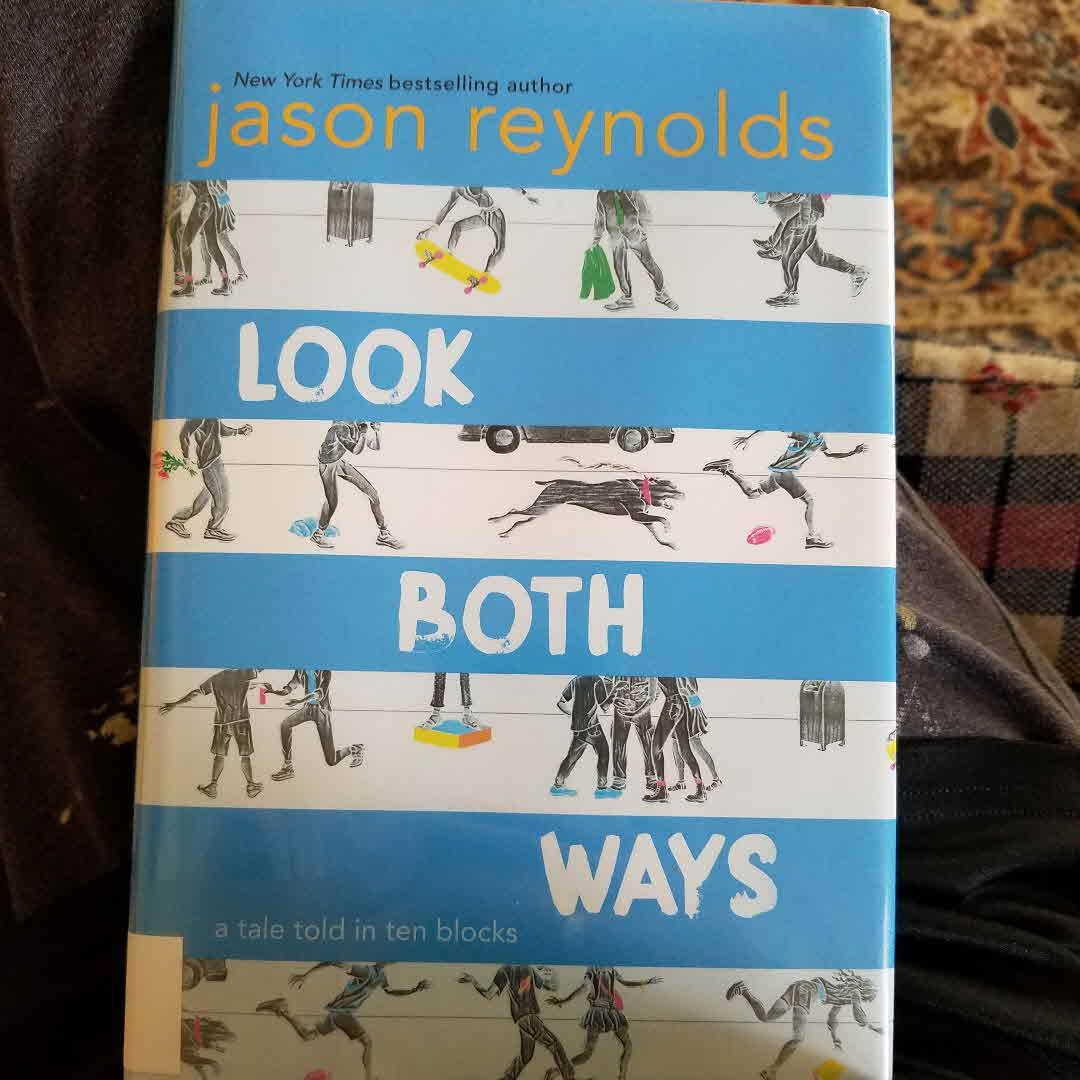 New York Times bestselling author
jason reynolds
LOOK
BOTH
WAYS
a tale told in ten blocks